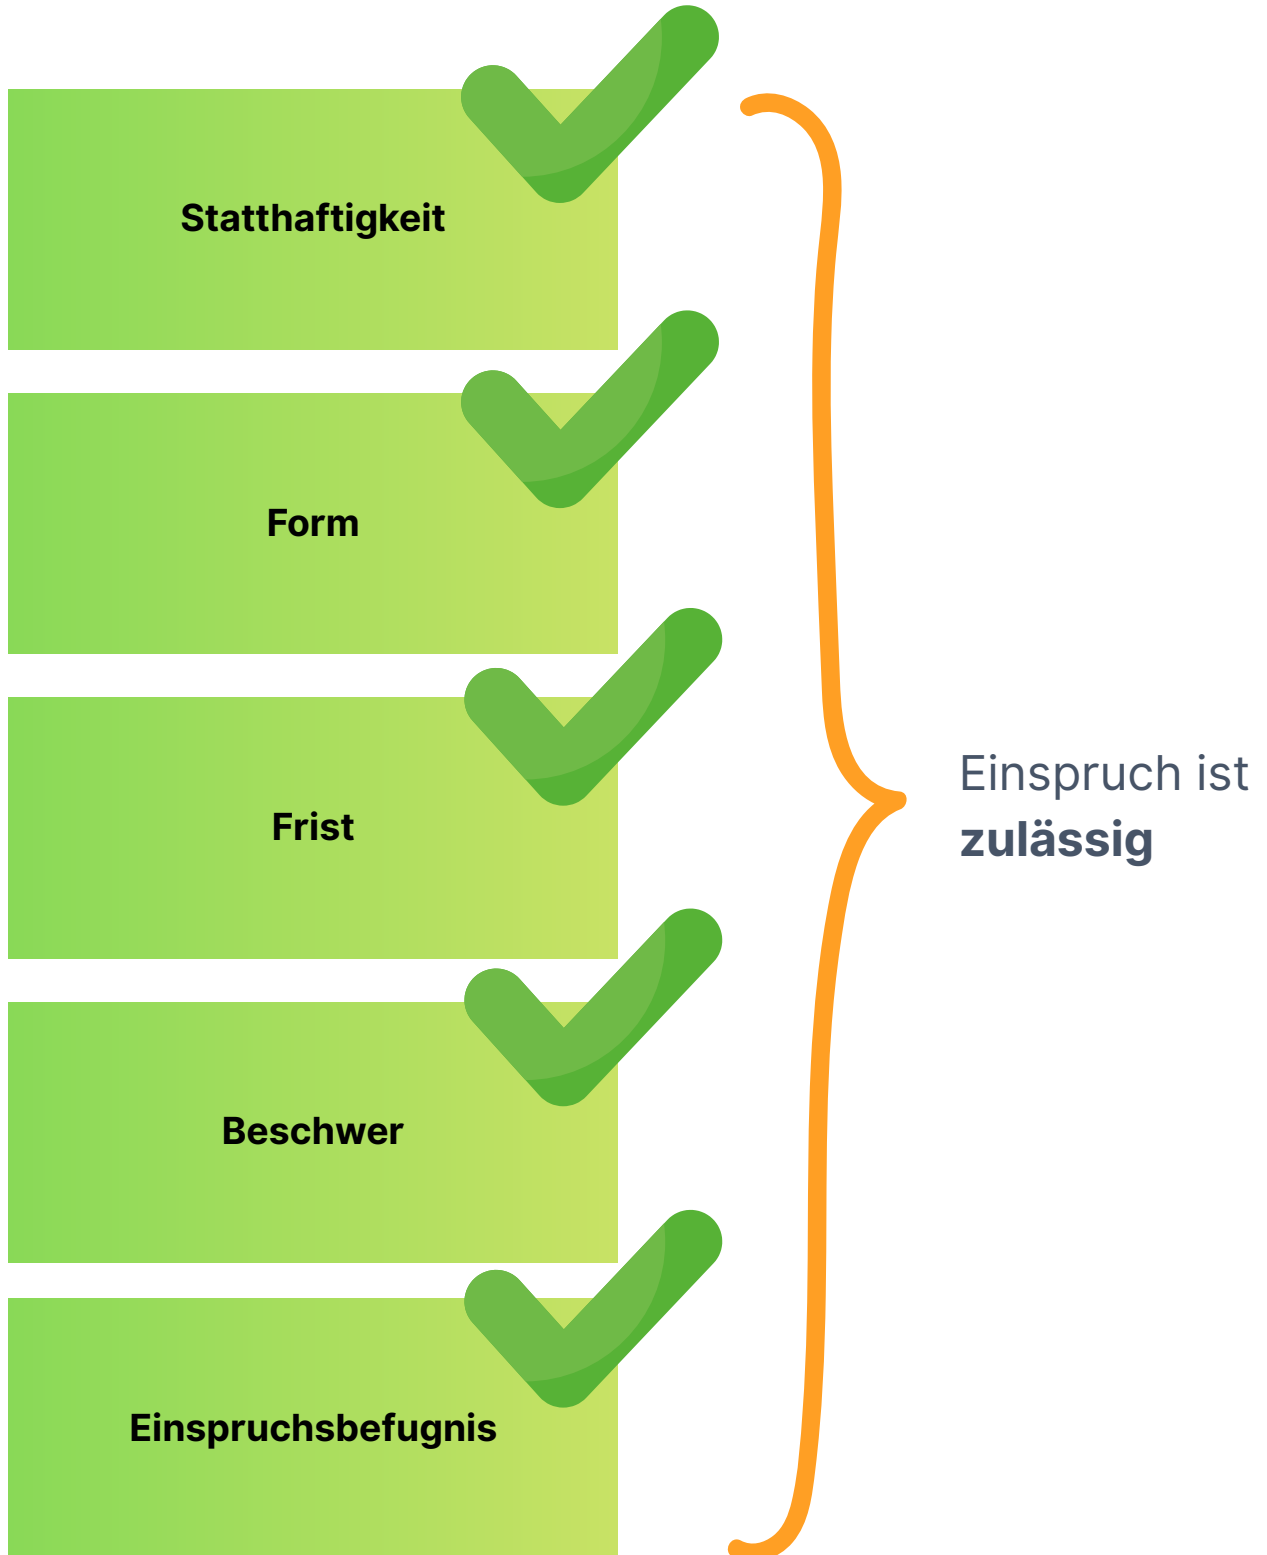 Statthaftigkeit
Form
Frist
Beschwer
Einspruchsbefugnis
Einspruch ist
zulässig